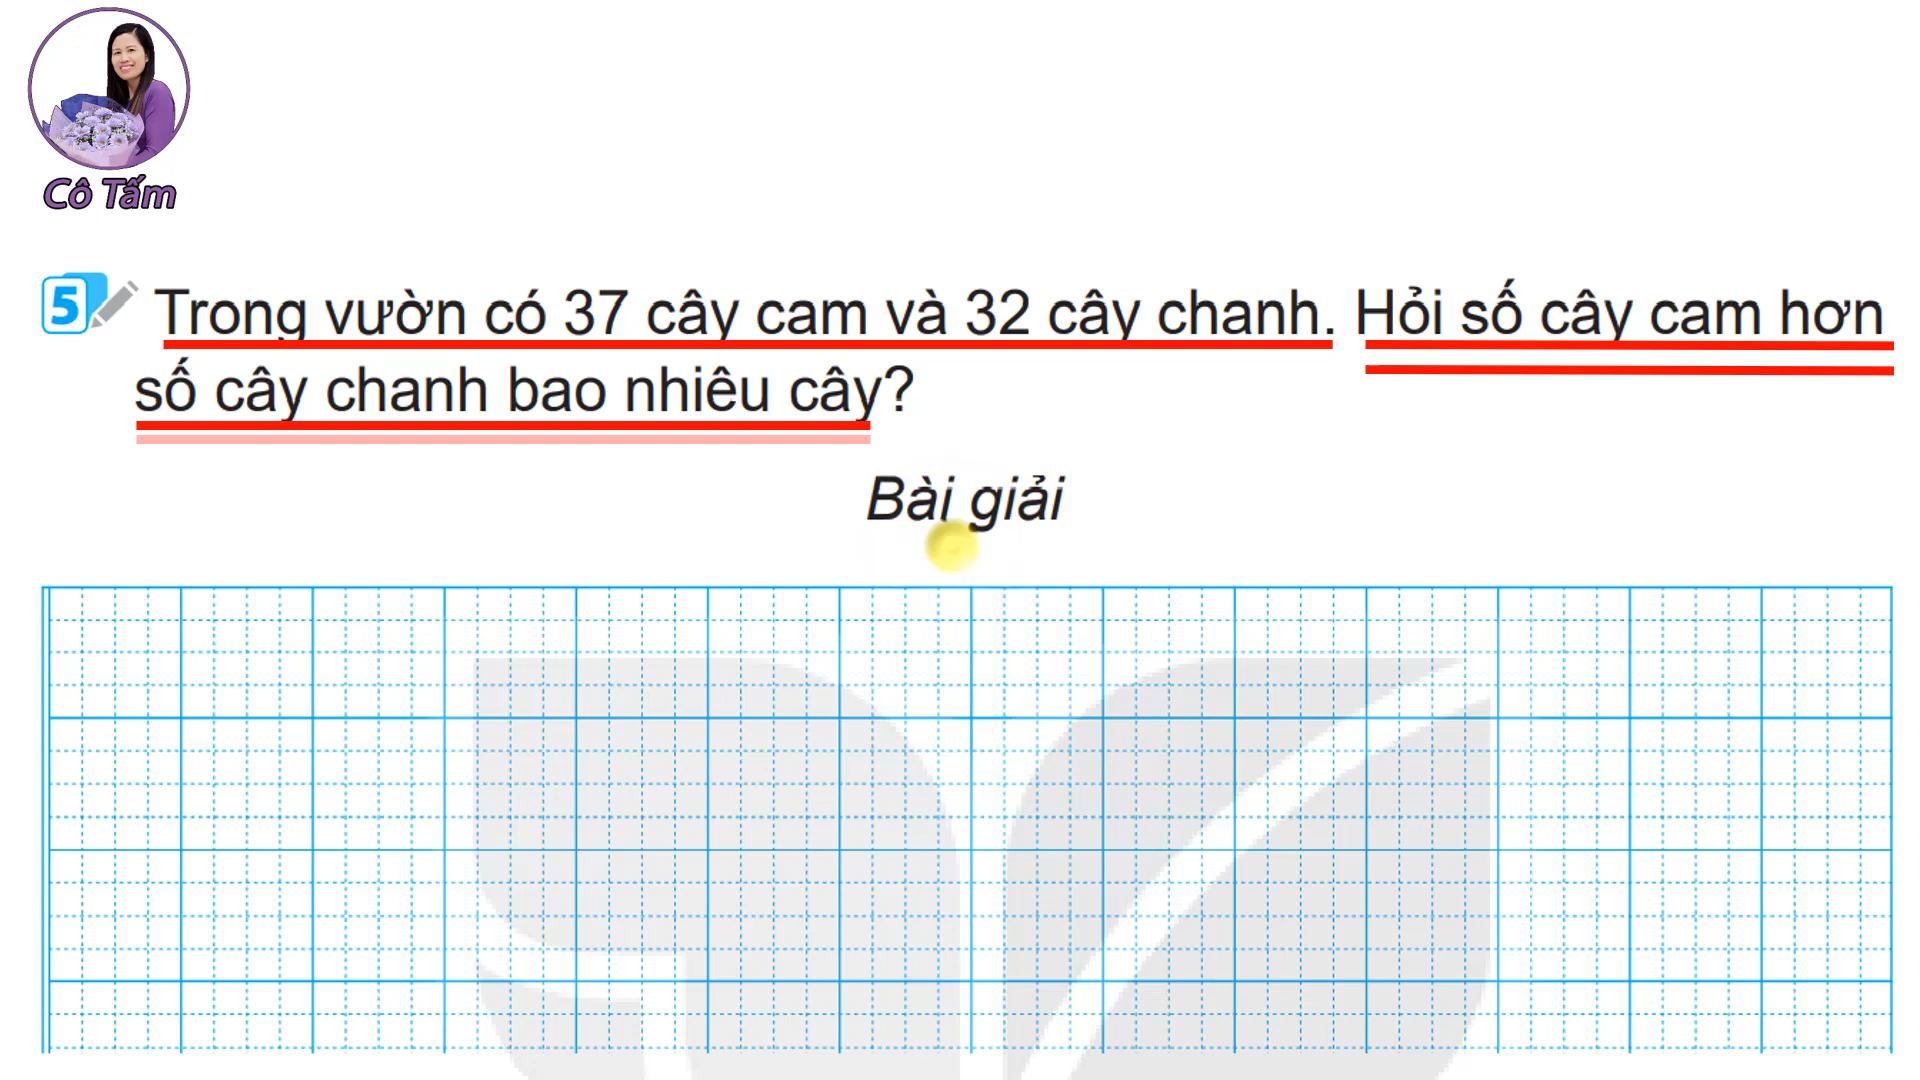 Cô Tấm
5 Trong vườn có 37 cây cam và 32 cây chanh. Hỏi số cây cam hơn
số cây chanh bao nhiêu cây?
Bài giải